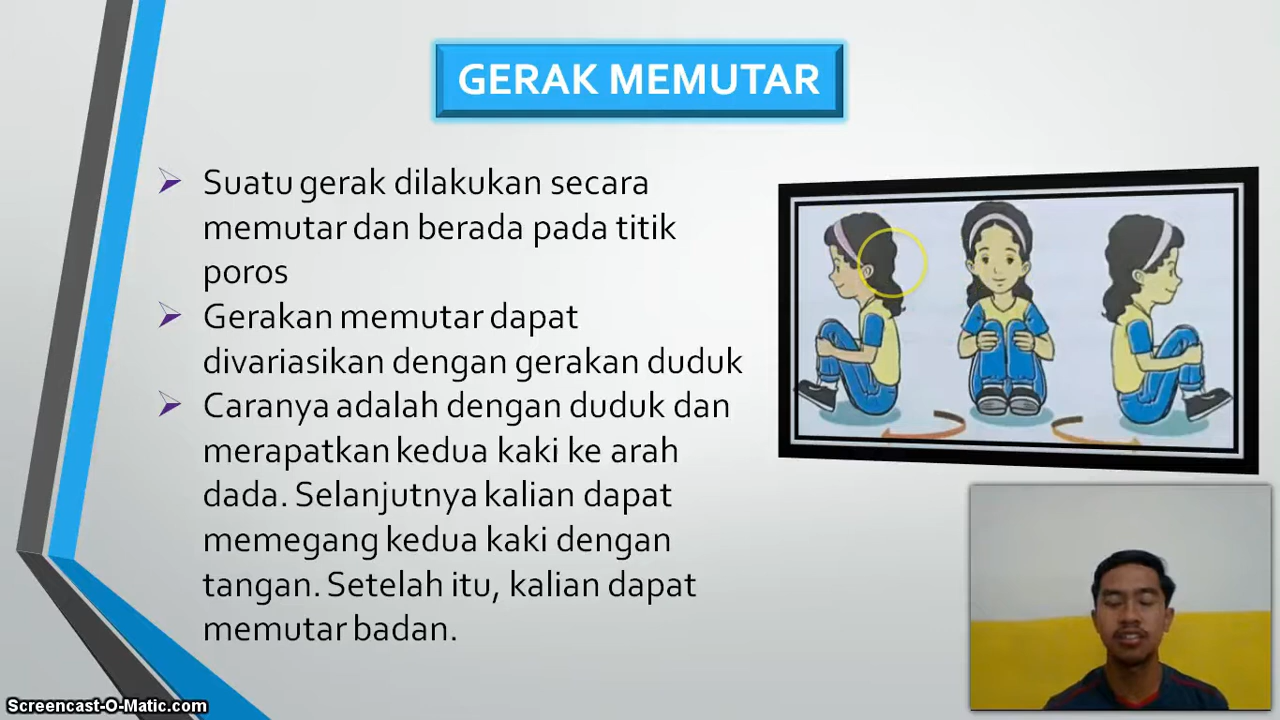 GERAK MEMUTAR
Suatu gerak dilakukan secara
memutar dan berada pada titik
poros
Gerakan memutar dapat
divariasikan dengan gerakan duduk
Caranya adalah dengan duduk dan
merapatkan kedua kaki ke arah
dada. Selanjutnya kalian dapat
memegang kedua kaki dengan
tangan. Setelah itu, kalian dapat
memutar badan.
Screencast-O-Matic.com